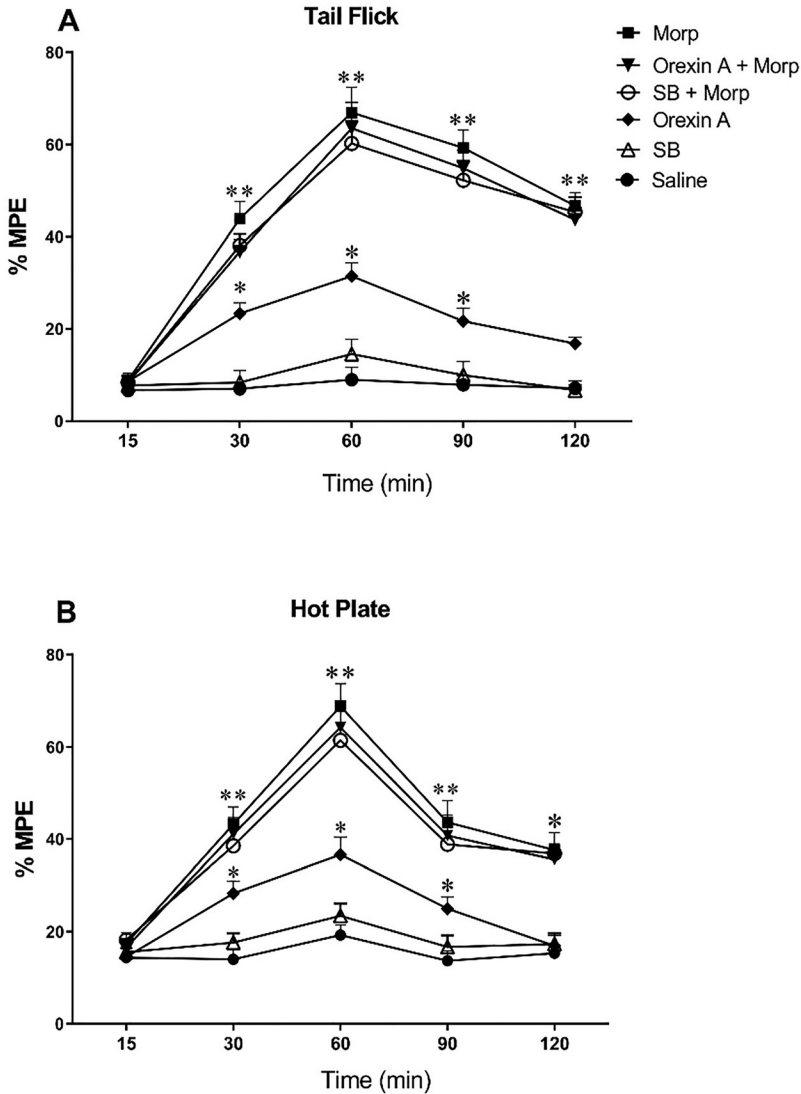 A
Tail Flick
Morp
Orexin A + Morp
SB + Morp
Orexin A
SB
Saline
80
60
40
20
0
% MPE
**
**
**
**
*
*
*
15 30 60 90 120
Time (min)
B
Hot Plate
80
60
40
20
0
% MPE
**
**
**
*
*
*
*
15 30 60 90 120
Time (min)